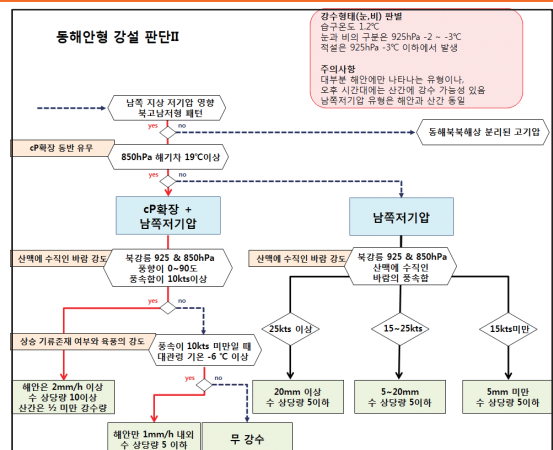 동해안형 강설 판단II
강수형태(눈,비) 판별
습구온도 1.2℃
눈과 비의 구분은 925hPa -2 ~ -3℃
적설은 925hPa -3℃ 이하에서 발생
주의사항
대부분 해안에만 나타나는 유형이나,
오후 시간대에는 산간에 강수 가능성 있음
남쪽저기압 유형은 해안과 산간 동일
남쪽 지상 저기압 영향
북고남저형 패턴
yes
no
동해북북해상 분리된 고기압
cP확장 동반 유무
850hPa 해기차 19℃이상
yes
no
cP확장 +
남쪽저기압
남쪽저기압
산맥에 수직인 바람 강도
북강릉 925 & 850hPa
풍향이 0~90도
풍속합이 10kts이상
산맥에 수직인 바람 강도
북강릉 925 & 850hPa
산맥에 수직인
바람의 풍속합
yes
no
25kts 이상
15~25kts
15kts미만
상승 기류존재 여부와 육풍의 강도
풍속이 10kts 미만일 때
대관령 기온 -6 ℃ 이상
yes
no
해안은 2mm/h 이상
수 상당량 10이상
산간은 ½ 미만 강수량
20mm 이상
수 상당량 5이하
5~20mm
수 상당량 5이하
5mm 미만
수 상당량 5이하
해안만 1mm/h 내외
수 상당량 5 이하
무 강수